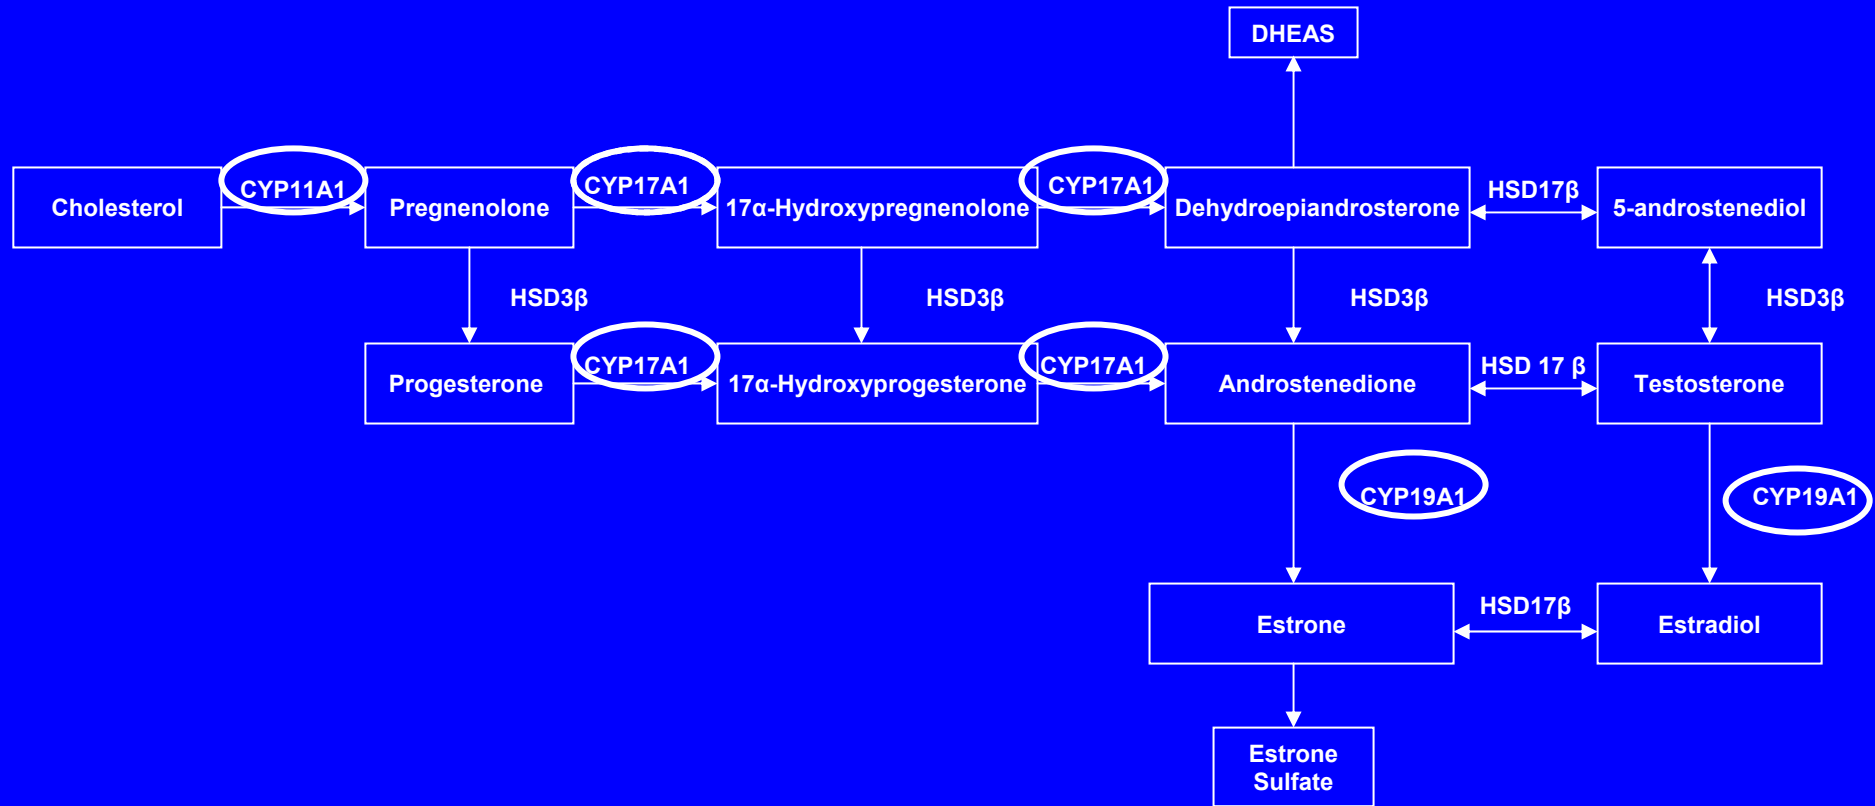 DHEAS
Cholesterol
CYP11A1
Pregnenolone
CYP17A1
17α-Hydroxypregnenolone
CYP17A1
Dehydroepiandrosterone
HSD17β
5-androstenediol
HSD3β
HSD3β
HSD3β
HSD3β
Progesterone
CYP17A1
17α-Hydroxyprogesterone
CYP17A1
Androstenedione
HSD 17 β
Testosterone
CYP19A1
CYP19A1
Estrone
HSD17β
Estradiol
Estrone
Sulfate